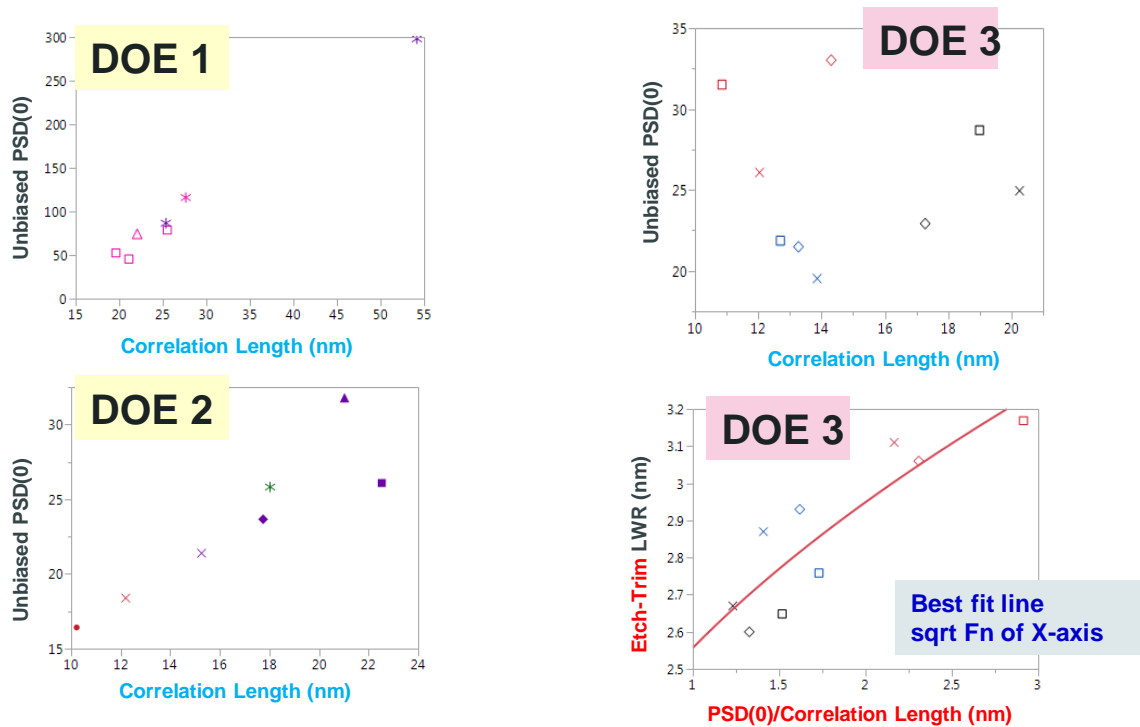 DOE 1
300
250
200
150
100
50
0
15 20 25 30 35 40 45 50 55
Unbiased PSD(0)
Correlation Length (nm)
DOE 3
35
30
25
20
10 12 14 16 18 20
Unbiased PSD(0)
Correlation Length (nm)
DOE 2
30
25
20
15
10 12 14 16 18 20 22 24
Unbiased PSD(0)
Correlation Length (nm)
DOE 3
3.2
3.1
3
2.9
2.8
2.7
2.6
2.5
1 1.5 2 2.5 3
Etch-Trim LWR (nm)
Best fit line
sqrt Fn of X-axis
PSD(0)/Correlation Length (nm)